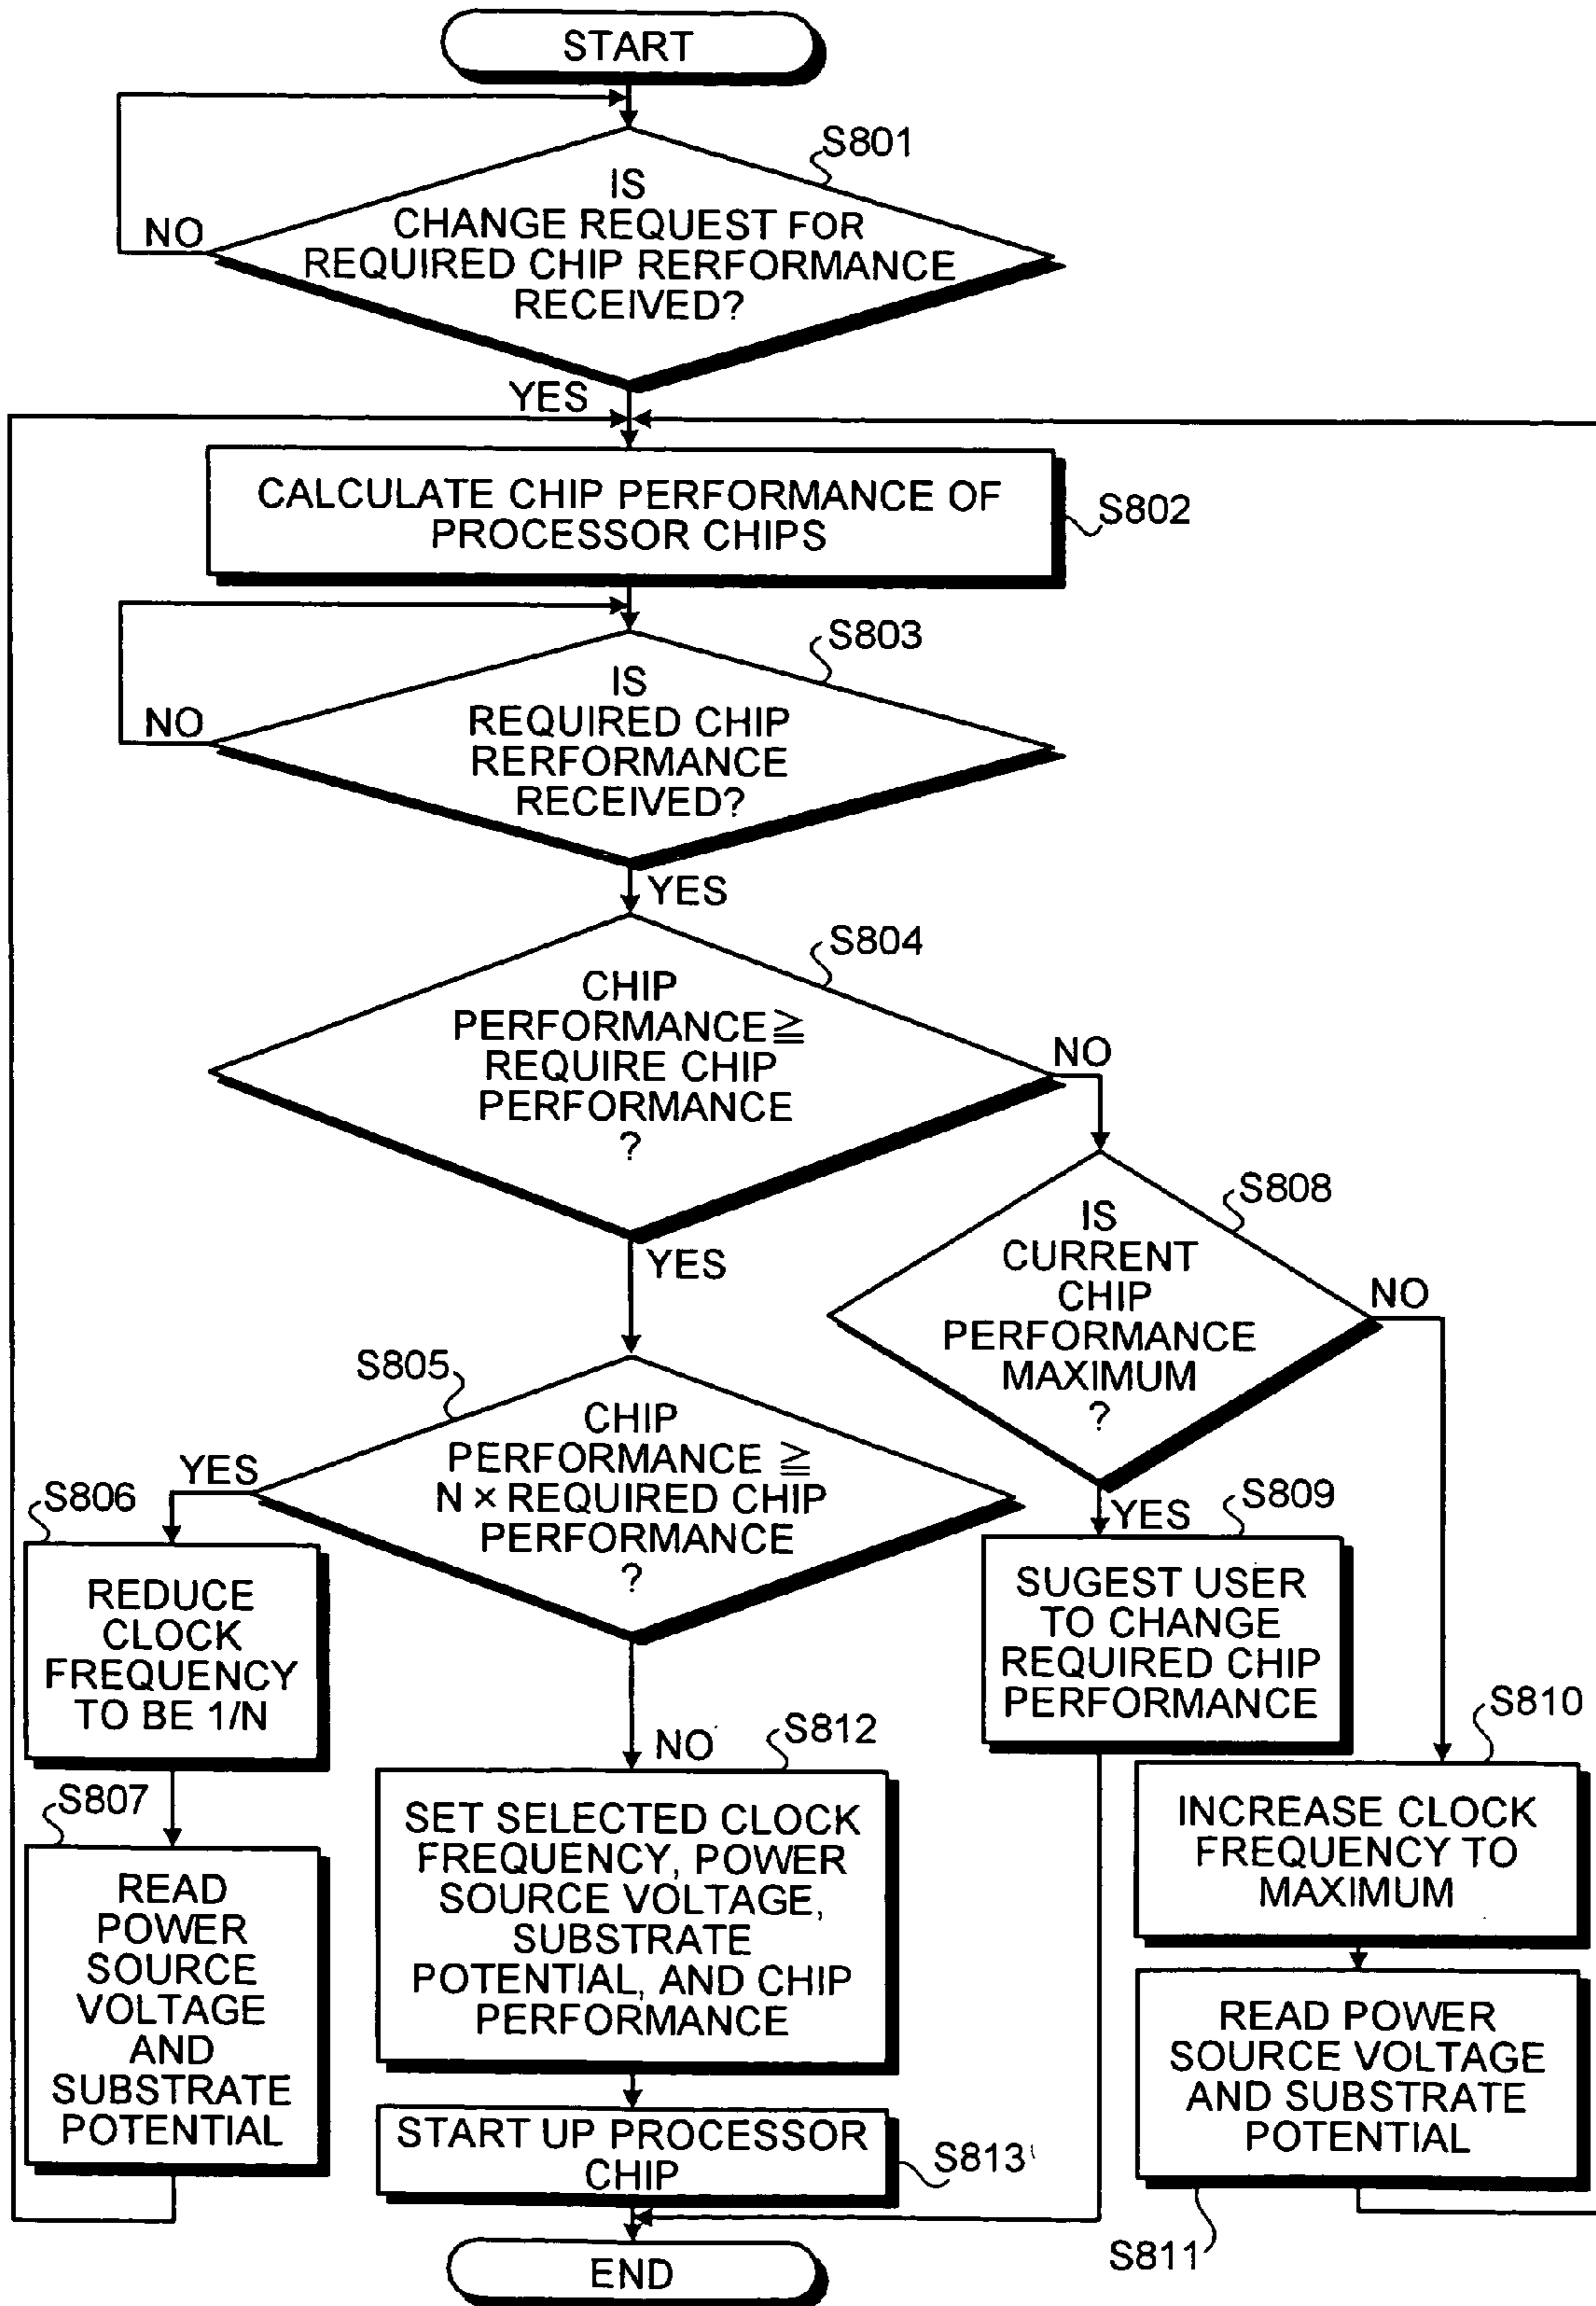 START
S801
IS
CHANGE REQUEST FOR
REQUIRED CHIP RERFORMANCE
RECEIVED?
NO
YES
CALCULATE CHIP PERFORMANCE OF
PROCESSOR CHIPS
S802
S803
IS
REQUIRED CHIP
RERFORMANCE
RECEIVED?
NO
YES
S804
CHIP
PERFORMANCE ≧
REQUIRE CHIP
PERFORMANCE
?
NO
YES
S808
IS
CURRENT
CHIP
PERFORMANCE
MAXIMUM
?
NO
YES
S805
CHIP
PERFORMANCE ≧
N × REQUIRED CHIP
PERFORMANCE
?
YES
NO
S806
REDUCE
CLOCK
FREQUENCY
TO BE 1/N
S807
READ
POWER
SOURCE
VOLTAGE
AND
SUBSTRATE
POTENTIAL
S809
SUGEST USER
TO CHANGE
REQUIRED CHIP
PERFORMANCE
S812
SET SELECTED CLOCK
FREQUENCY, POWER
SOURCE VOLTAGE,
SUBSTRATE
POTENTIAL, AND CHIP
PERFORMANCE
S810
INCREASE CLOCK
FREQUENCY TO
MAXIMUM
READ POWER
SOURCE VOLTAGE
AND SUBSTRATE
POTENTIAL
S811
START UP PROCESSOR
CHIP
S813
END